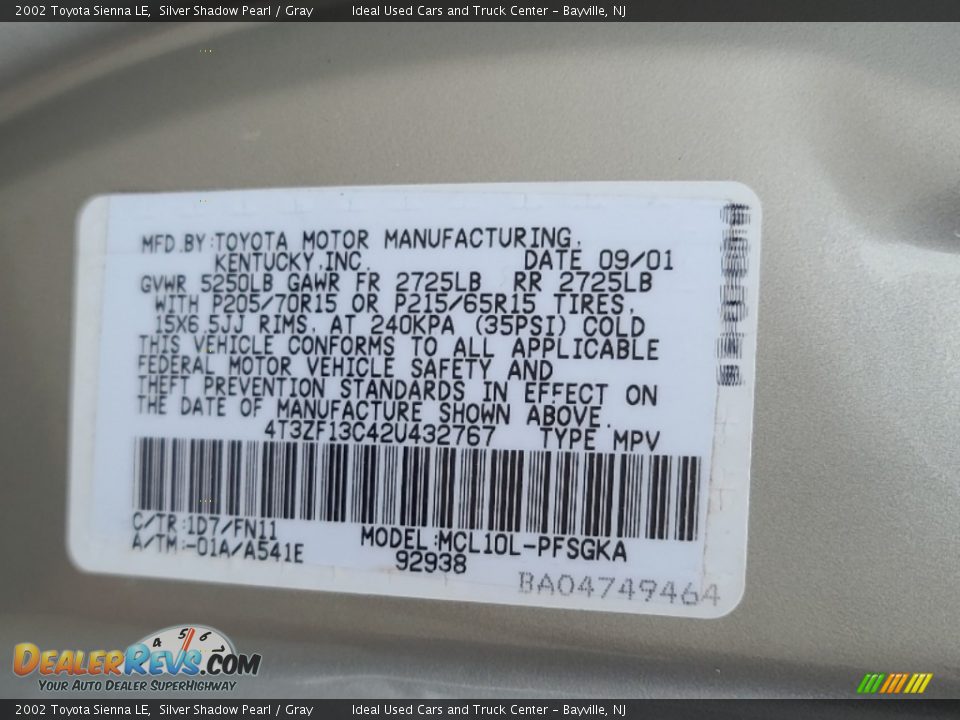 2002 Toyota Sienna LE, Silver Shadow Pearl / Gray Ideal Used Cars and Truck Center - Bayville, NJ
MFD.BY:TOYOTA MOTOR MANUFACTURING,
KENTUCKY,INC. DATE 09/01
GVWR 5250LB GAWR FR 2725LB RR 2725LB
WITH P205/70R15 OR P215/65R15 TIRES,
15X6.5JJ RIMS, AT 240KPA (35PSI) COLD
THIS VEHICLE CONFORMS TO ALL APPLICABLE
FEDERAL MOTOR VEHICLE SAFETY AND
THEFT PREVENTION STANDARDS IN EFFECT ON
THE DATE OF MANUFACTURE SHOWN ABOVE.
4T3ZF13C42U432767 TYPE MPV
C/TR:1D7/FN11
A/TM:-01A/A541E
MODEL:MCL10L-PFSGKA
92938
BA04749464
4 5 6
DEALERREVS.COM
YOUR AUTO DEALER SUPERHIGHWAY
2002 Toyota Sienna LE, Silver Shadow Pearl / Gray Ideal Used Cars and Truck Center - Bayville, NJ